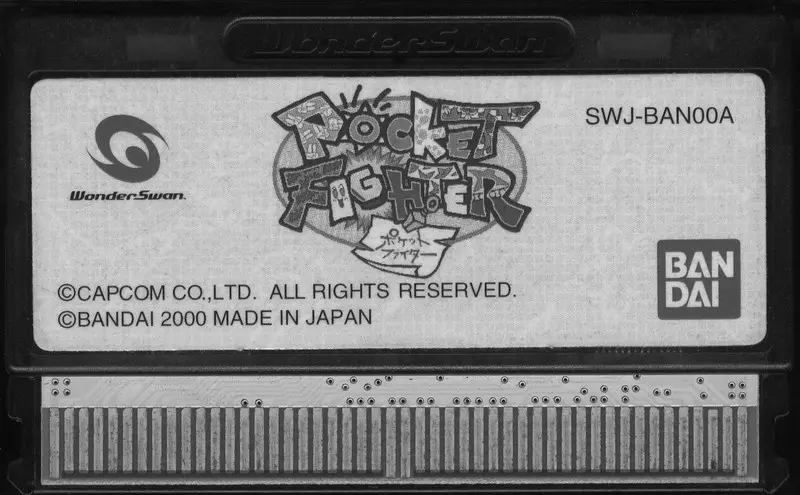 WonderSwan
POCKET
FIGHTER
ポケット
ファイター
SWJ-BAN00A
WonderSwan
BAN
DAI
©CAPCOM CO.,LTD. ALL RIGHTS RESERVED.
©BANDAI 2000 MADE IN JAPAN